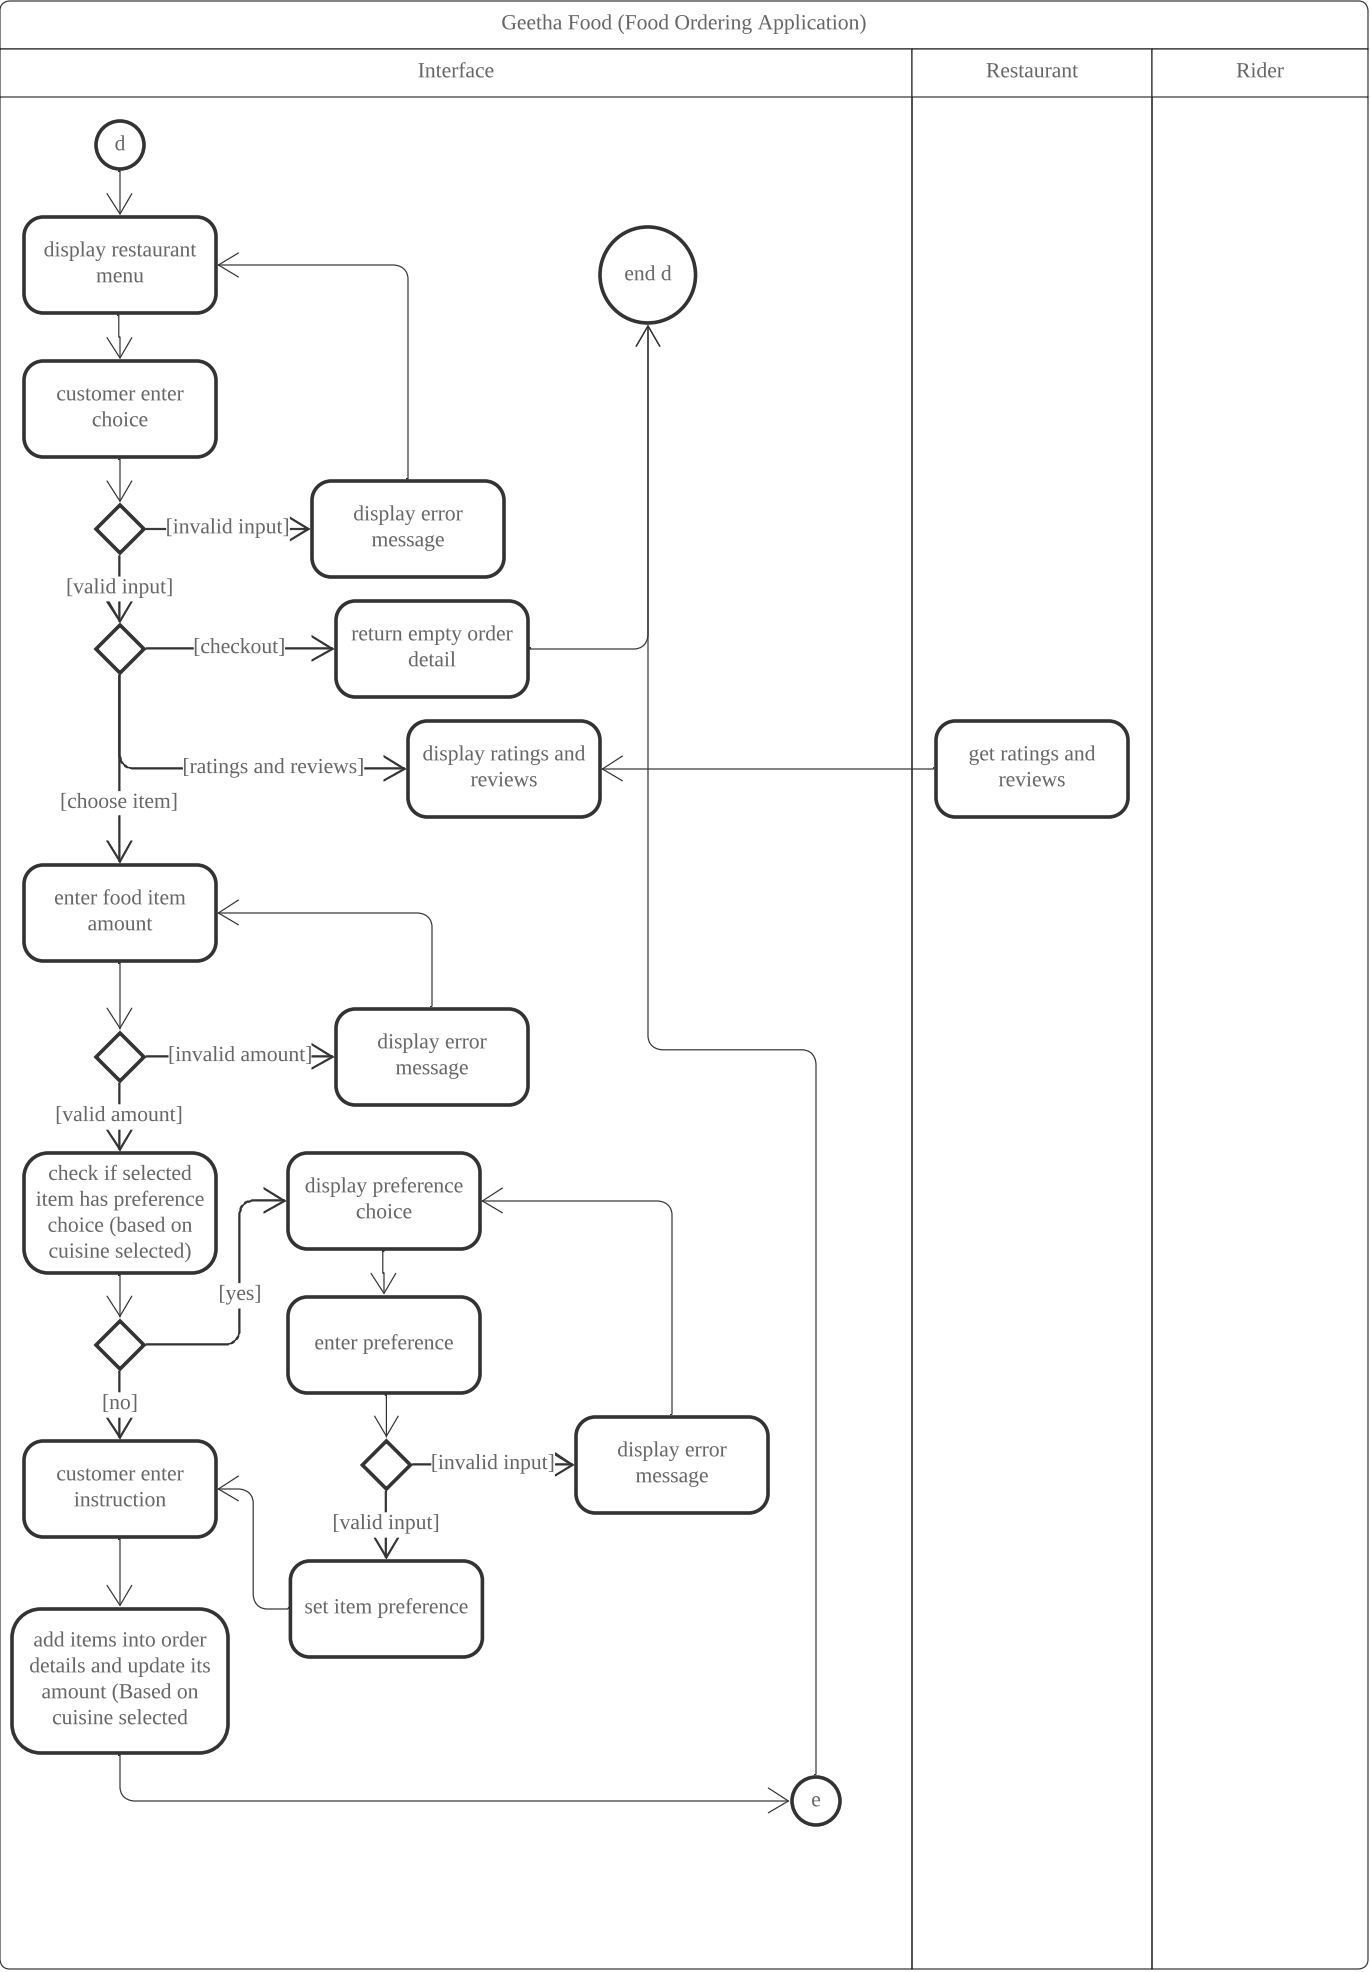 Geetha Food (Food Ordering Application)
Interface
Restaurant
Rider
d
display restaurant
menu
end d
customer enter
choice
[invalid input]
display error
message
[valid input]
[checkout]
return empty order
detail
[ratings and reviews]
display ratings and
reviews
get ratings and
reviews
[choose item]
enter food item
amount
[invalid amount]
display error
message
[valid amount]
check if selected
item has preference
choice (based on
cuisine selected)
display preference
choice
[yes]
enter preference
[no]
customer enter
instruction
[invalid input]
display error
message
[valid input]
set item preference
add items into order
details and update its
amount (Based on
cuisine selected
e